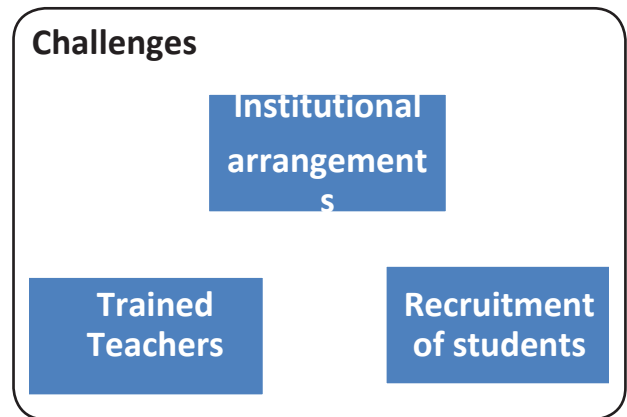 Challenges
Institutional
arrangement
s
Trained
Teachers
Recruitment
of students